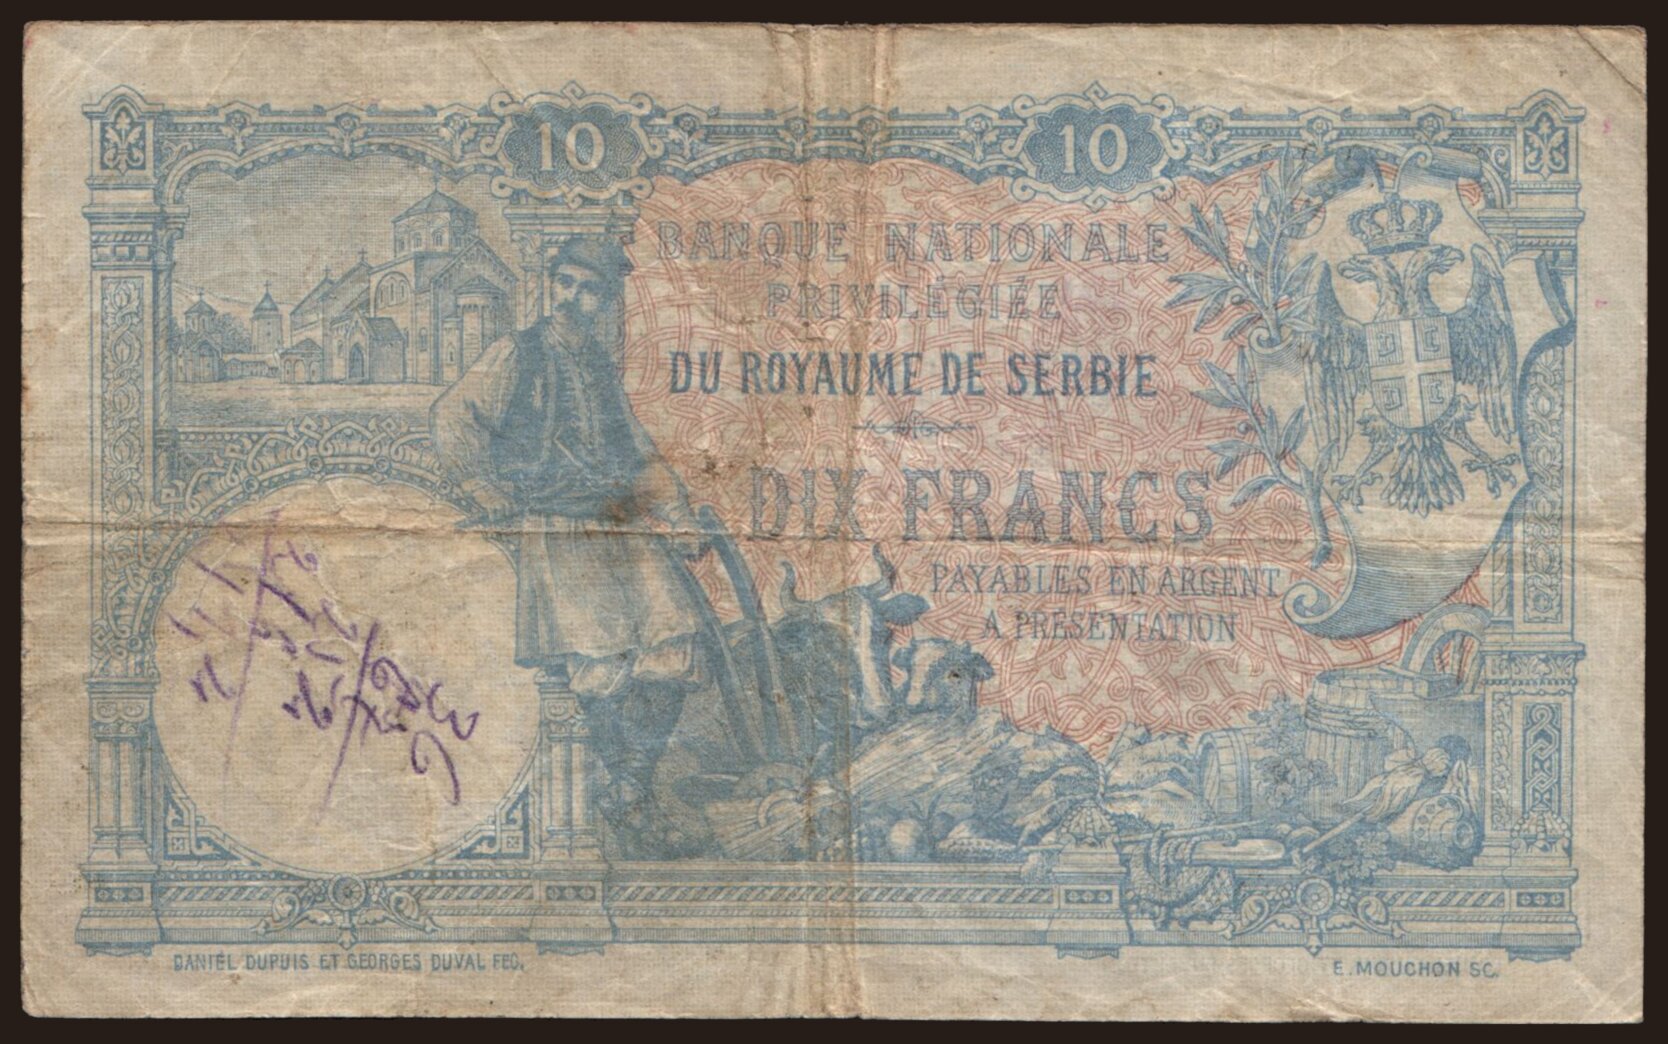 10 10
BANQUE NATIONALE
PRIVILÉGIÉE
DU ROYAUME DE SERBIE
DIX FRANCS
PAYABLES EN ARGENT
A PRÉSENTATION
DANIEL DUPUIS ET GEORGES DUVAL FEC.
E. MOUCHON SC.